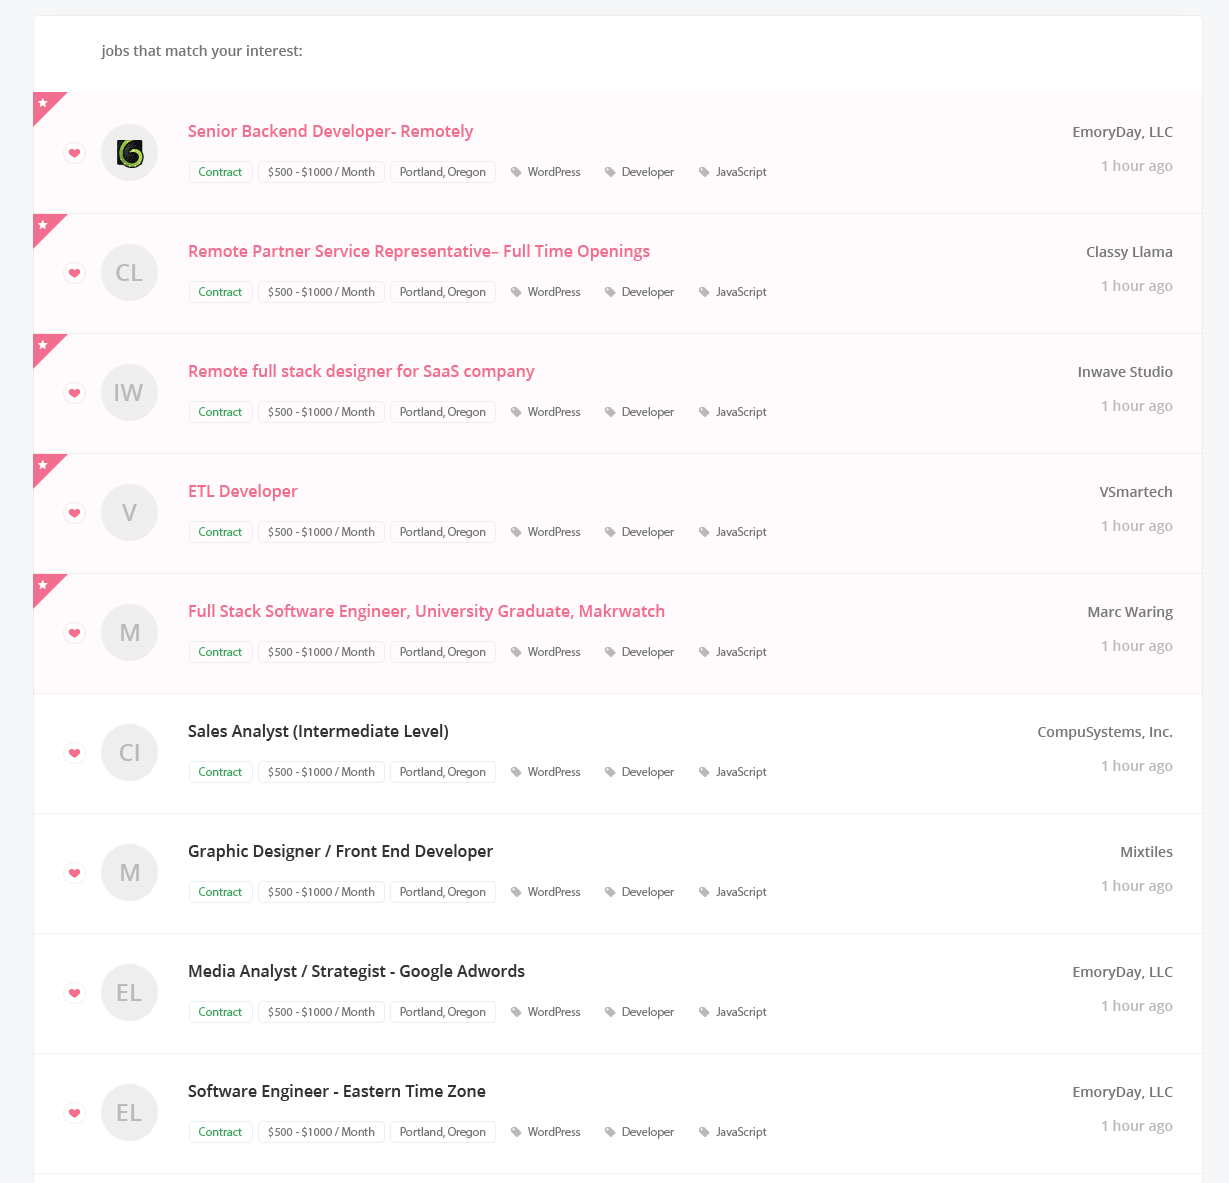 jobs that match your interest:
Senior Backend Developer- Remotely
EmoryDay, LLC
Contract $500 - $1000 / Month Portland, Oregon WordPress Developer JavaScript
1 hour ago
CL
Remote Partner Service Representative– Full Time Openings
Classy Llama
Contract $500 - $1000 / Month Portland, Oregon WordPress Developer JavaScript
1 hour ago
IW
Remote full stack designer for SaaS company
Inwave Studio
Contract $500 - $1000 / Month Portland, Oregon WordPress Developer JavaScript
1 hour ago
V
ETL Developer
VSmartech
Contract $500 - $1000 / Month Portland, Oregon WordPress Developer JavaScript
1 hour ago
M
Full Stack Software Engineer, University Graduate, Makrwatch
Marc Waring
Contract $500 - $1000 / Month Portland, Oregon WordPress Developer JavaScript
1 hour ago
CI
Sales Analyst (Intermediate Level)
CompuSystems, Inc.
Contract $500 - $1000 / Month Portland, Oregon WordPress Developer JavaScript
1 hour ago
M
Graphic Designer / Front End Developer
Mixtiles
Contract $500 - $1000 / Month Portland, Oregon WordPress Developer JavaScript
1 hour ago
EL
Media Analyst / Strategist - Google Adwords
EmoryDay, LLC
Contract $500 - $1000 / Month Portland, Oregon WordPress Developer JavaScript
1 hour ago
EL
Software Engineer - Eastern Time Zone
EmoryDay, LLC
Contract $500 - $1000 / Month Portland, Oregon WordPress Developer JavaScript
1 hour ago